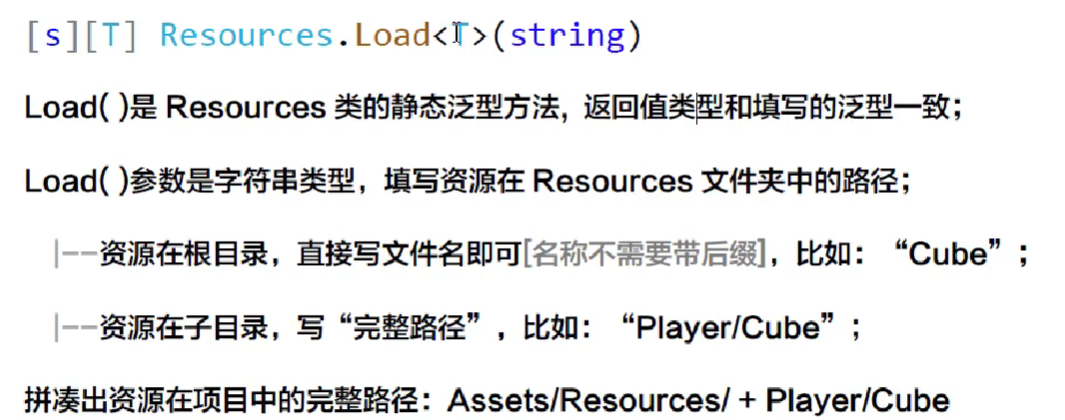 [s][T] Resources.Load<T>(string)
Load( )是 Resources 类的静态泛型方法，返回值类型和填写的泛型一致；
Load( )参数是字符串类型，填写资源在 Resources 文件夹中的路径；
|--资源在根目录，直接写文件名即可[名称不需要带后缀]，比如：“Cube”；
|--资源在子目录，写“完整路径”，比如：“Player/Cube”；
拼凑出资源在项目中的完整路径：Assets/Resources/ + Player/Cube